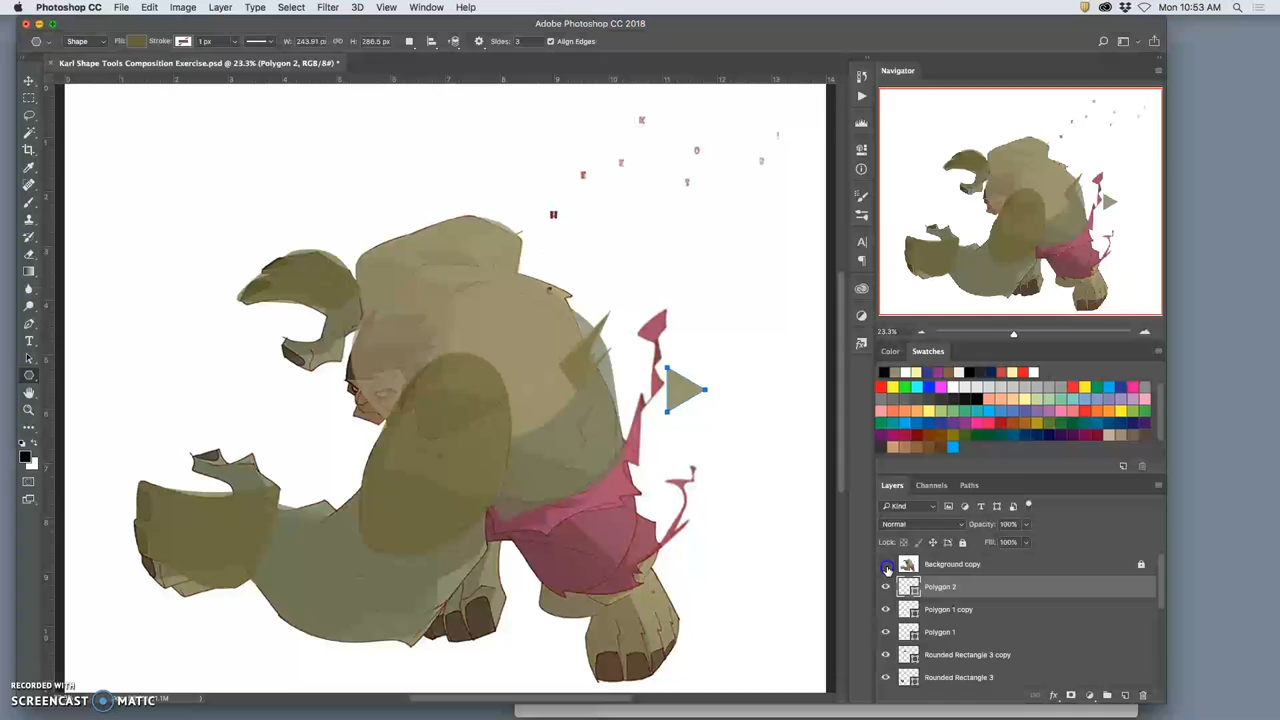 Photoshop CC File Edit Image Layer Type Select Filter 3D View Window Help Mon 10:53 AM
Adobe Photoshop CC 2018
Shape Fill: Stroke: 1 px W: 243.91 px H: 286.5 px Sides: 3 Align Edges
Karl Shape Tools Composition Exercise.psd @ 23.3% (Polygon 2, RGB/8#) *
Navigator
23.3%
Color Swatches
Layers Channels Paths
Kind
Normal Opacity: 100%
Lock: Fill: 100%
Background copy
Polygon 2
Polygon 1 copy
Polygon 1
Rounded Rectangle 3 copy
Rounded Rectangle 3
RECORDED WITH
SCREENCAST MATIC